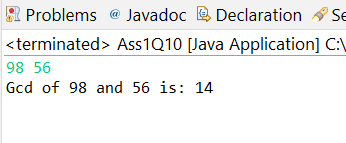 Problems @ Javadoc Declaration
<terminated> Ass1Q10 [Java Application] C:\
98 56
Gcd of 98 and 56 is: 14